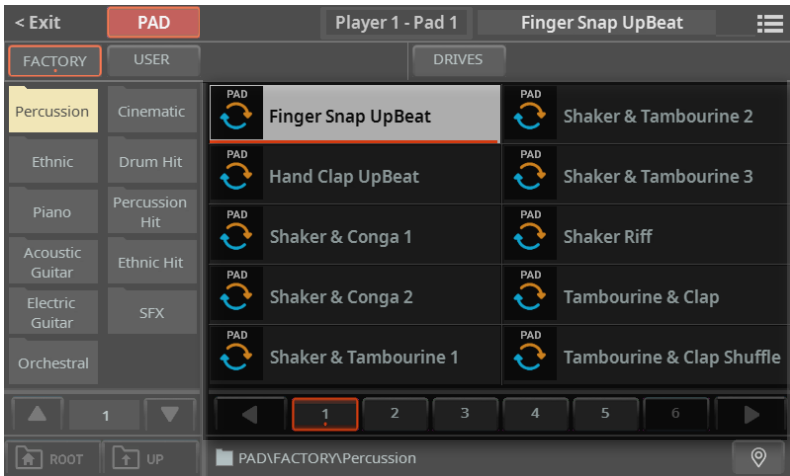 < Exit PAD Player 1 - Pad 1 Finger Snap UpBeat
FACTORY USER DRIVES
Percussion Cinematic
Ethnic Drum Hit
Piano Percussion Hit
Acoustic Guitar Ethnic Hit
Electric Guitar SFX
Orchestral
PAD Finger Snap UpBeat PAD Shaker & Tambourine 2
PAD Hand Clap UpBeat PAD Shaker & Tambourine 3
PAD Shaker & Conga 1 PAD Shaker Riff
PAD Shaker & Conga 2 PAD Tambourine & Clap
PAD Shaker & Tambourine 1 PAD Tambourine & Clap Shuffle
1 1 2 3 4 5 6
ROOT UP PAD\FACTORY\Percussion